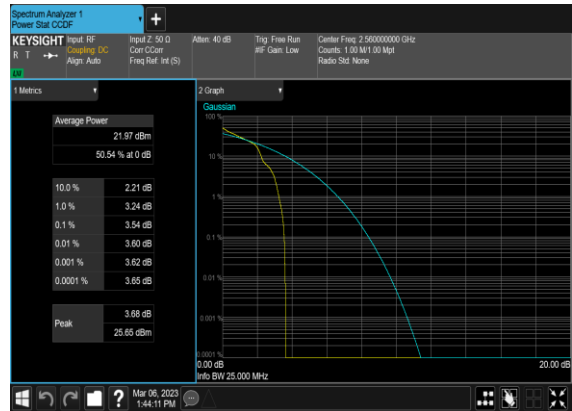 Spectrum Analyzer 1
Power Stat CCDF
KEYSIGHT
R T
LV
Input: RF
Coupling: DC
Align: Auto
Input Z: 50 Ω
Corr CCorr
Freq Ref: Int (S)
Atten: 40 dB
Trig: Free Run
#IF Gain: Low
Center Freq: 2.560000000 GHz
Counts: 1.00 M/1.00 Mpt
Radio Std: None
1 Metrics
Average Power
21.97 dBm
50.54 % at 0 dB
10.0 % 2.21 dB
1.0 % 3.24 dB
0.1 % 3.54 dB
0.01 % 3.60 dB
0.001 % 3.62 dB
0.0001 % 3.65 dB
Peak
3.68 dB
25.65 dBm
2 Graph
Gaussian
100 %
10 %
1 %
0.1 %
0.01 %
0.001 %
0.0001 %
0.00 dB 20.00 dB
Info BW 25.000 MHz
Mar 06, 2023
1:44:11 PM